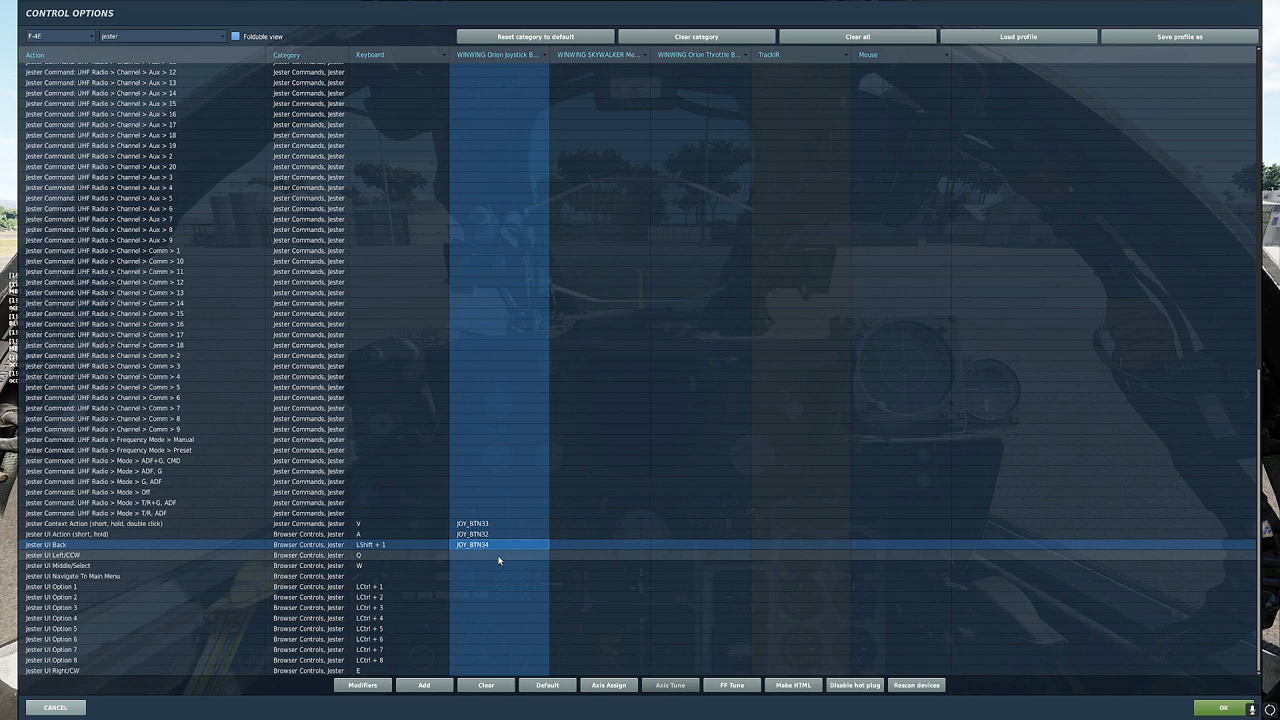 CONTROL OPTIONS
F-4E jester Foldable view Reset category to default Clear category Clear all Load profile Save profile as
Action Category Keyboard WINWING Orion Joystick B... WINWING SKYWALKER Me... WINWING Orion Throttle B... TrackIR Mouse
Jester Command: UHF Radio > Channel > Aux > 12 Jester Commands, Jester
Jester Command: UHF Radio > Channel > Aux > 13 Jester Commands, Jester
Jester Command: UHF Radio > Channel > Aux > 14 Jester Commands, Jester
Jester Command: UHF Radio > Channel > Aux > 15 Jester Commands, Jester
Jester Command: UHF Radio > Channel > Aux > 16 Jester Commands, Jester
Jester Command: UHF Radio > Channel > Aux > 17 Jester Commands, Jester
Jester Command: UHF Radio > Channel > Aux > 18 Jester Commands, Jester
Jester Command: UHF Radio > Channel > Aux > 19 Jester Commands, Jester
Jester Command: UHF Radio > Channel > Aux > 2 Jester Commands, Jester
Jester Command: UHF Radio > Channel > Aux > 20 Jester Commands, Jester
Jester Command: UHF Radio > Channel > Aux > 3 Jester Commands, Jester
Jester Command: UHF Radio > Channel > Aux > 4 Jester Commands, Jester
Jester Command: UHF Radio > Channel > Aux > 5 Jester Commands, Jester
Jester Command: UHF Radio > Channel > Aux > 6 Jester Commands, Jester
Jester Command: UHF Radio > Channel > Aux > 7 Jester Commands, Jester
Jester Command: UHF Radio > Channel > Aux > 8 Jester Commands, Jester
Jester Command: UHF Radio > Channel > Aux > 9 Jester Commands, Jester
Jester Command: UHF Radio > Channel > Comm > 1 Jester Commands, Jester
Jester Command: UHF Radio > Channel > Comm > 10 Jester Commands, Jester
Jester Command: UHF Radio > Channel > Comm > 11 Jester Commands, Jester
Jester Command: UHF Radio > Channel > Comm > 12 Jester Commands, Jester
Jester Command: UHF Radio > Channel > Comm > 13 Jester Commands, Jester
Jester Command: UHF Radio > Channel > Comm > 14 Jester Commands, Jester
Jester Command: UHF Radio > Channel > Comm > 15 Jester Commands, Jester
Jester Command: UHF Radio > Channel > Comm > 16 Jester Commands, Jester
Jester Command: UHF Radio > Channel > Comm > 17 Jester Commands, Jester
Jester Command: UHF Radio > Channel > Comm > 18 Jester Commands, Jester
Jester Command: UHF Radio > Channel > Comm > 2 Jester Commands, Jester
Jester Command: UHF Radio > Channel > Comm > 3 Jester Commands, Jester
Jester Command: UHF Radio > Channel > Comm > 4 Jester Commands, Jester
Jester Command: UHF Radio > Channel > Comm > 5 Jester Commands, Jester
Jester Command: UHF Radio > Channel > Comm > 6 Jester Commands, Jester
Jester Command: UHF Radio > Channel > Comm > 7 Jester Commands, Jester
Jester Command: UHF Radio > Channel > Comm > 8 Jester Commands, Jester
Jester Command: UHF Radio > Channel > Comm > 9 Jester Commands, Jester
Jester Command: UHF Radio > Frequency Mode > Manual Jester Commands, Jester
Jester Command: UHF Radio > Frequency Mode > Preset Jester Commands, Jester
Jester Command: UHF Radio > Mode > ADF+G, CMD Jester Commands, Jester
Jester Command: UHF Radio > Mode > ADF, G Jester Commands, Jester
Jester Command: UHF Radio > Mode > G, ADF Jester Commands, Jester
Jester Command: UHF Radio > Mode > Off Jester Commands, Jester
Jester Command: UHF Radio > Mode > T/R+G, ADF Jester Commands, Jester
Jester Command: UHF Radio > Mode > T/R, ADF Jester Commands, Jester
Jester Context Action (short, hold, double click) Jester Commands, Jester V JOY_BTN33
Jester UI Action (short, hold) Browser Controls, Jester A JOY_BTN32
Jester UI Back Browser Controls, Jester LShift + 1 JOY_BTN34
Jester UI Left/CCW Browser Controls, Jester Q
Jester UI Middle/Select Browser Controls, Jester W
Jester UI Navigate To Main Menu Browser Controls, Jester
Jester UI Option 1 Browser Controls, Jester LCtrl + 1
Jester UI Option 2 Browser Controls, Jester LCtrl + 2
Jester UI Option 3 Browser Controls, Jester LCtrl + 3
Jester UI Option 4 Browser Controls, Jester LCtrl + 4
Jester UI Option 5 Browser Controls, Jester LCtrl + 5
Jester UI Option 6 Browser Controls, Jester LCtrl + 6
Jester UI Option 7 Browser Controls, Jester LCtrl + 7
Jester UI Option 8 Browser Controls, Jester LCtrl + 8
Jester UI Right/CW Browser Controls, Jester E
Modifiers Add Clear Default Axis Assign Axis Tune FF Tune Make HTML Disable hot plug Rescan devices
CANCEL OK